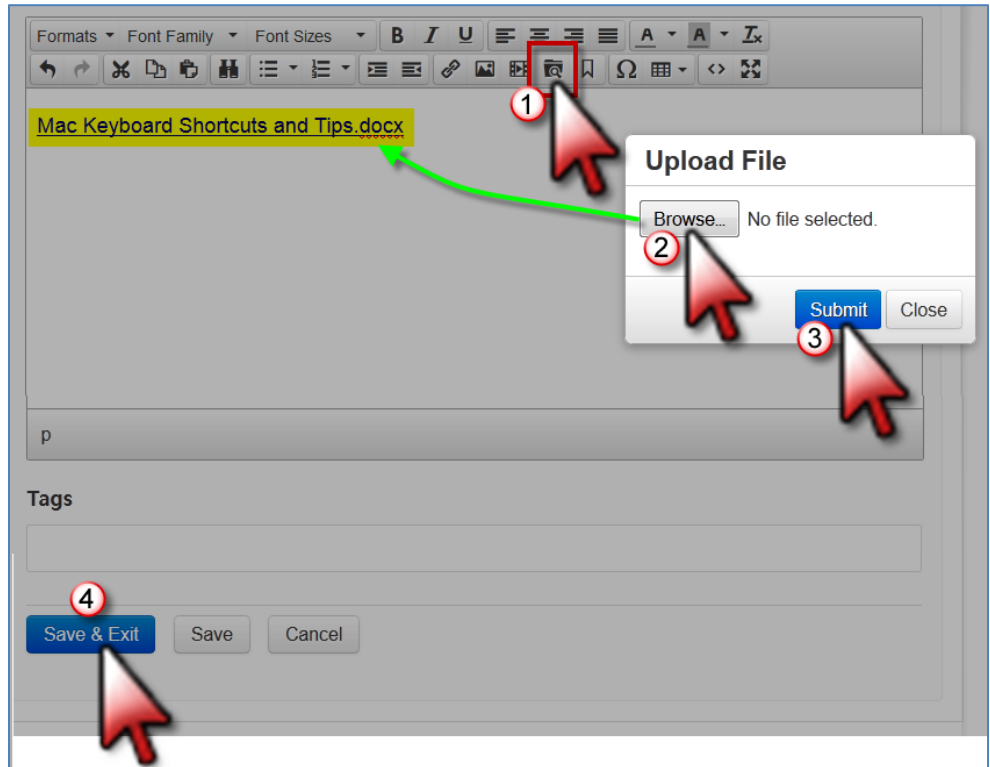 Formats Font Family Font Sizes B I U A A Ix
Ω <>
1
Mac Keyboard Shortcuts and Tips.docx
Upload File
Browse... No file selected.
2
Submit Close
3
p
Tags
4
Save & Exit Save Cancel